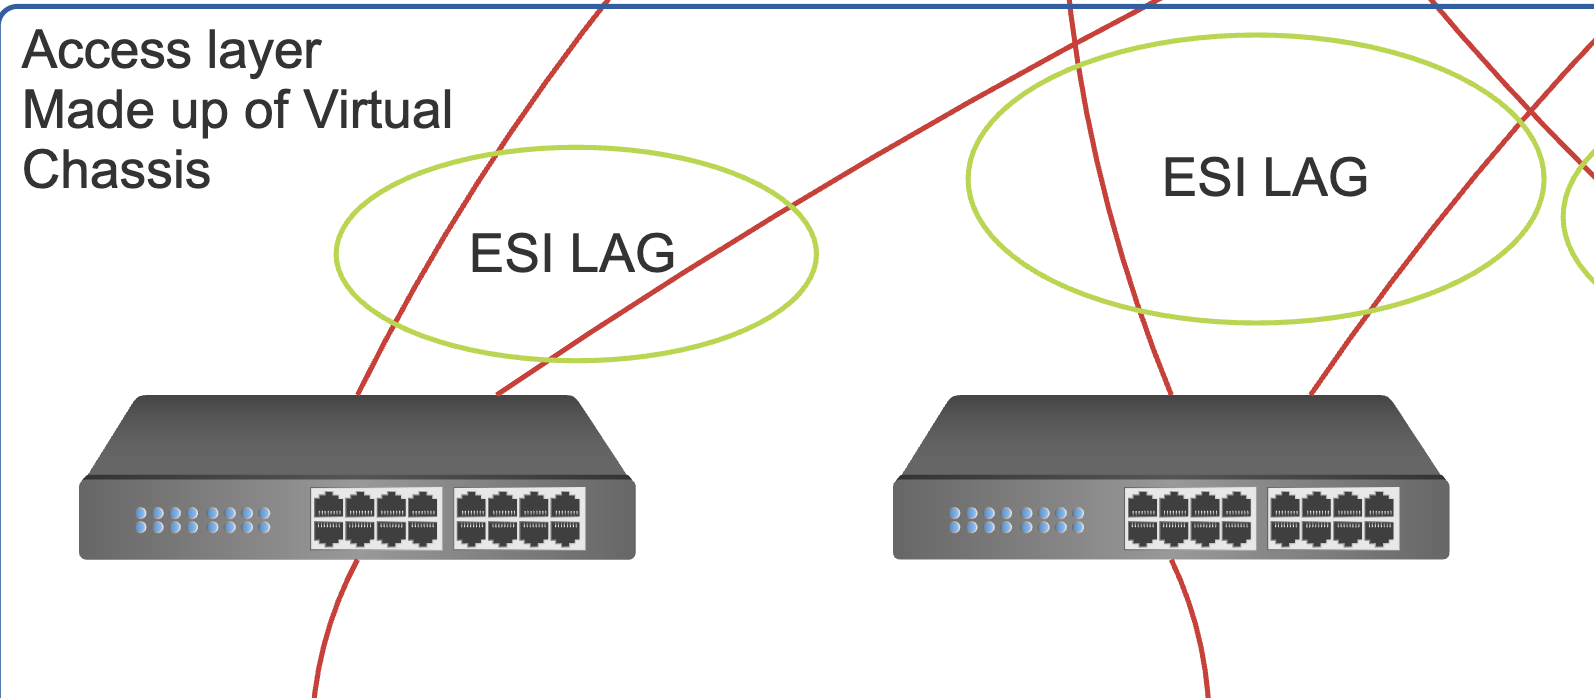 Access layer
Made up of Virtual
Chassis
ESI LAG
ESI LAG